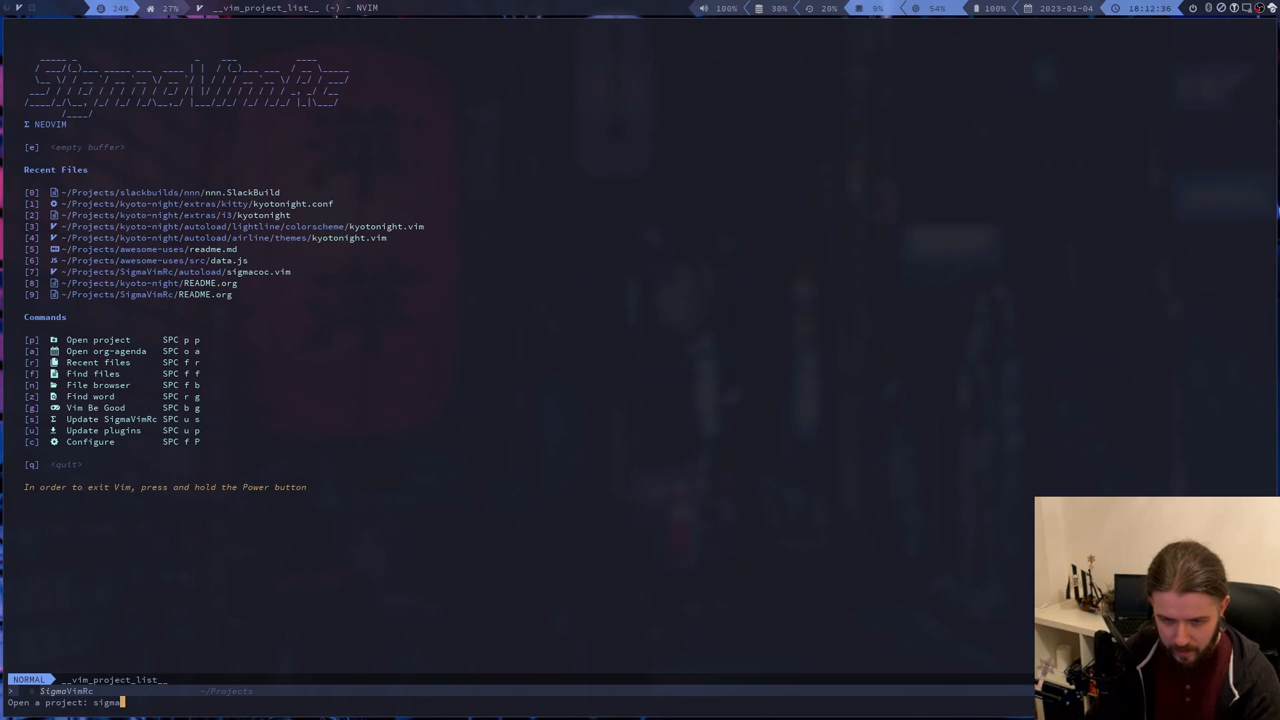 24% 27% __vim_project_list__ (~) - NVIM 100% 30% 20% 9% 54% 100% 2023-01-04 18:12:36
Σ NEOVIM
[e] <empty buffer>
Recent Files
[0] ~/Projects/slackbuilds/nnn/nnn.SlackBuild
[1] ~/Projects/kyoto-night/extras/kitty/kyotonight.conf
[2] ~/Projects/kyoto-night/extras/i3/kyotonight
[3] ~/Projects/kyoto-night/autoload/lightline/colorscheme/kyotonight.vim
[4] ~/Projects/kyoto-night/autoload/airline/themes/kyotonight.vim
[5] ~/Projects/awesome-uses/readme.md
[6] JS ~/Projects/awesome-uses/src/data.js
[7] ~/Projects/SigmaVimRc/autoload/sigmacoc.vim
[8] ~/Projects/kyoto-night/README.org
[9] ~/Projects/SigmaVimRc/README.org
Commands
[p] Open project SPC p p
[a] Open org-agenda SPC o a
[r] Recent files SPC f r
[f] Find files SPC f f
[n] File browser SPC f b
[z] Find word SPC r g
[g] Vim Be Good SPC b g
[s] Σ Update SigmaVimRc SPC u s
[u] Update plugins SPC u p
[c] Configure SPC f P
[q] <quit>
In order to exit Vim, press and hold the Power button
NORMAL __vim_project_list__
> SigmaVimRc ~/Projects
Open a project: sigma